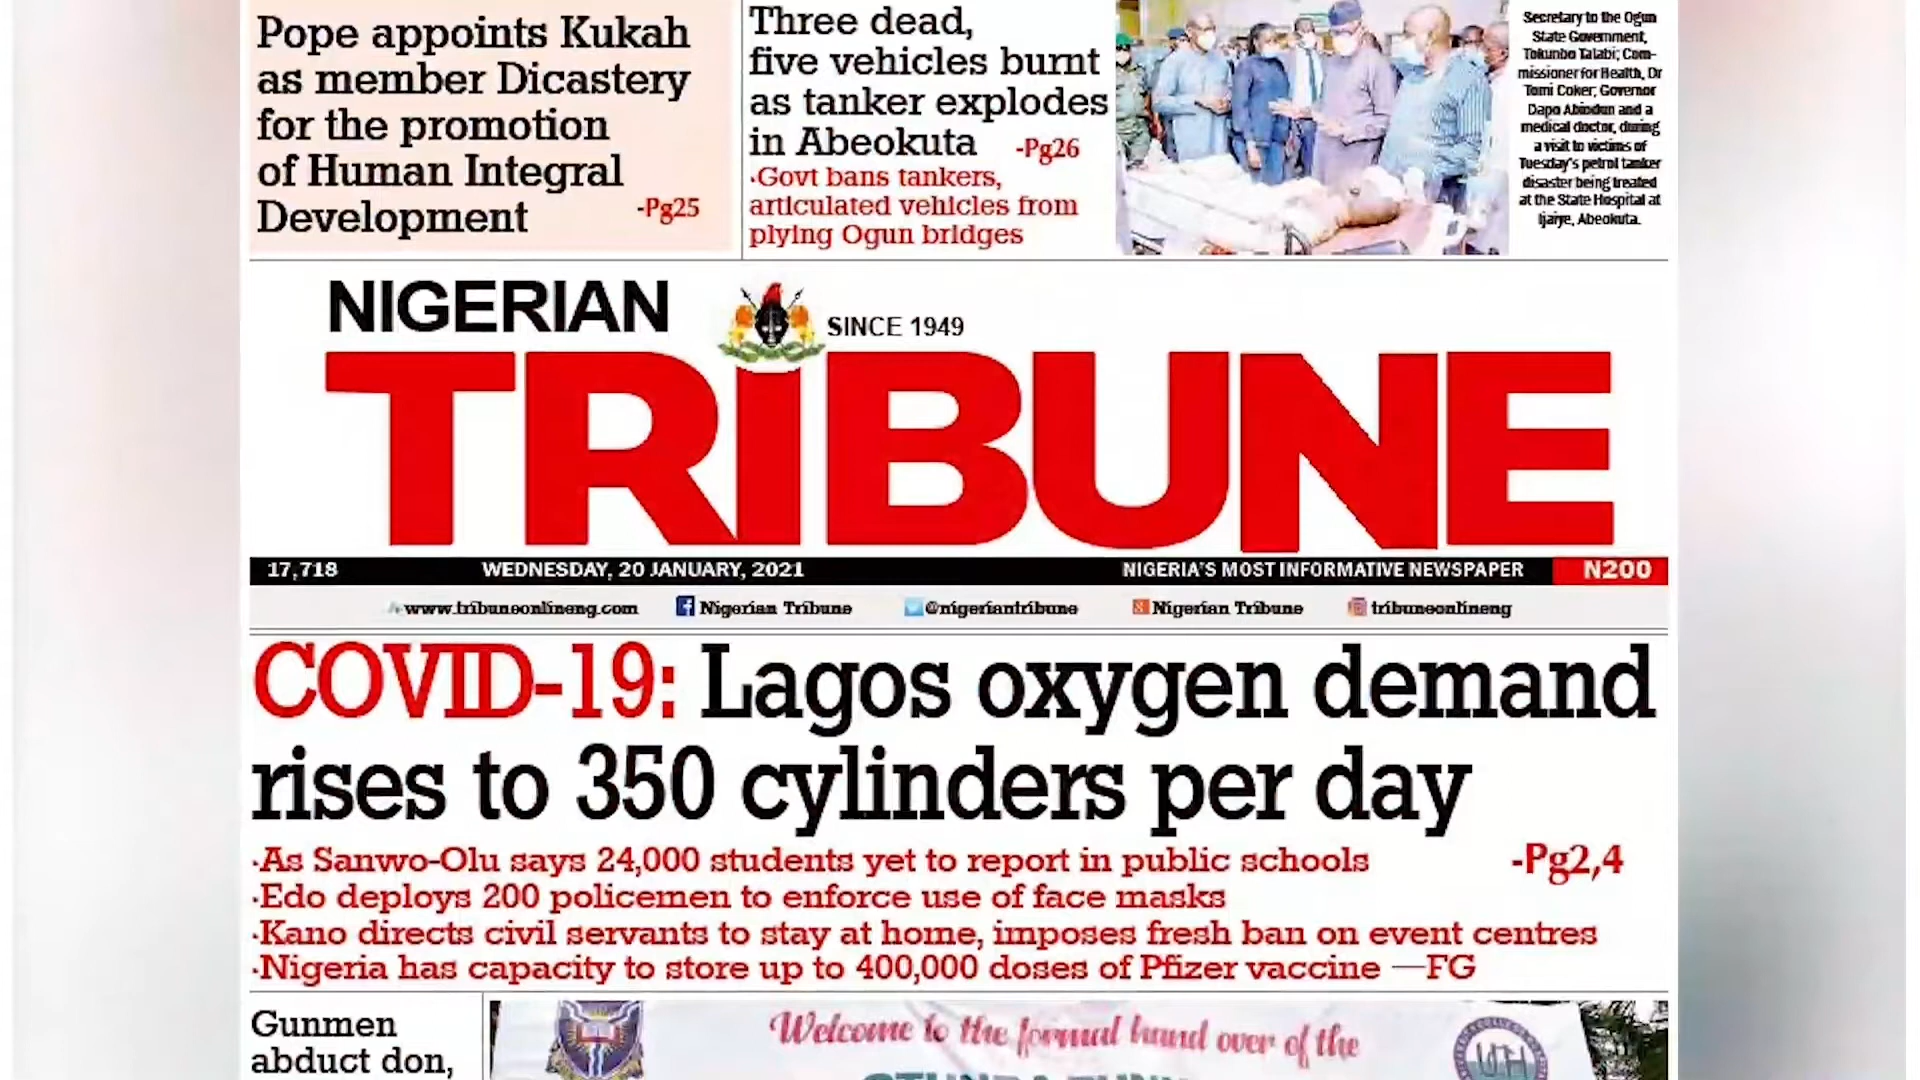 Pope appoints Kukah
as member Dicastery
for the promotion
of Human Integral
Development -Pg25
Three dead,
five vehicles burnt
as tanker explodes
in Abeokuta -Pg26
·Govt bans tankers,
articulated vehicles from
plying Ogun bridges
Secretary to the Ogun
State Government,
Tokunbo Talabi; Com-
missioner for Health, Dr
Tomi Coker; Governor
Dapo Abiodun and a
medical doctor, during
a visit to victims of
Tuesday's petrol tanker
disaster being treated
at the State Hospital at
Ijaiye, Abeokuta.
NIGERIAN
SINCE 1949
TRIBUNE
17,718 WEDNESDAY, 20 JANUARY, 2021 NIGERIA'S MOST INFORMATIVE NEWSPAPER N200
www.tribuneonlineng.com Nigerian Tribune @nigeriantribune Nigerian Tribune tribuneonlineng
COVID-19: Lagos oxygen demand
rises to 350 cylinders per day
·As Sanwo-Olu says 24,000 students yet to report in public schools -Pg2,4
·Edo deploys 200 policemen to enforce use of face masks
·Kano directs civil servants to stay at home, imposes fresh ban on event centres
·Nigeria has capacity to store up to 400,000 doses of Pfizer vaccine —FG
Gunmen
abduct don,
Welcome to the formal hand over of the